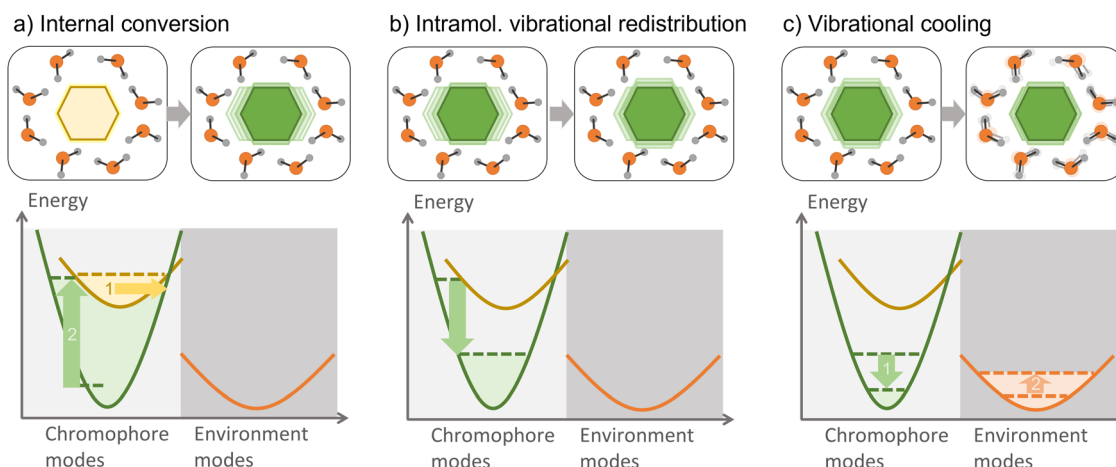 a) Internal conversion
b) Intramol. vibrational redistribution
c) Vibrational cooling
Energy
1
2
Chromophore modes
Environment modes
Energy
Chromophore modes
Environment modes
Energy
1
2
Chromophore modes
Environment modes